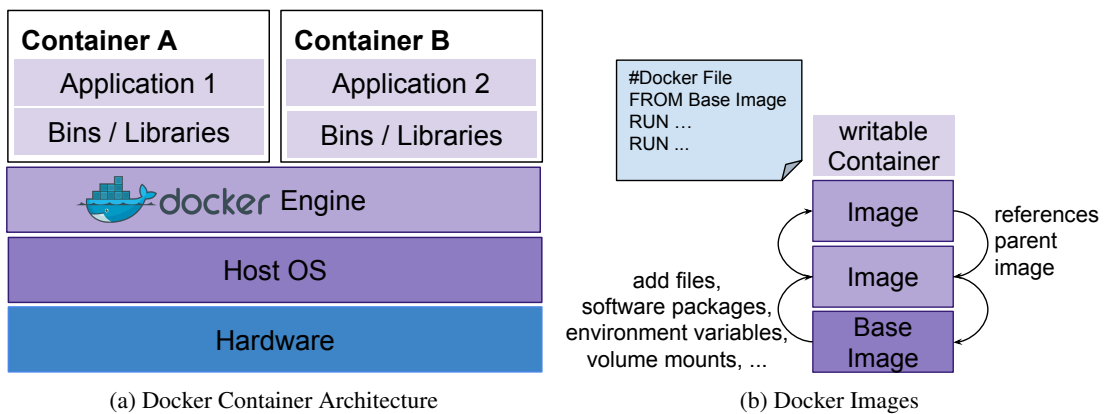 Container A
Application 1
Bins / Libraries
Container B
Application 2
Bins / Libraries
docker Engine
Host OS
Hardware
(a) Docker Container Architecture
#Docker File
FROM Base Image
RUN …
RUN ...
writable
Container
Image
Image
Base
Image
references
parent
image
add files,
software packages,
environment variables,
volume mounts, ...
(b) Docker Images